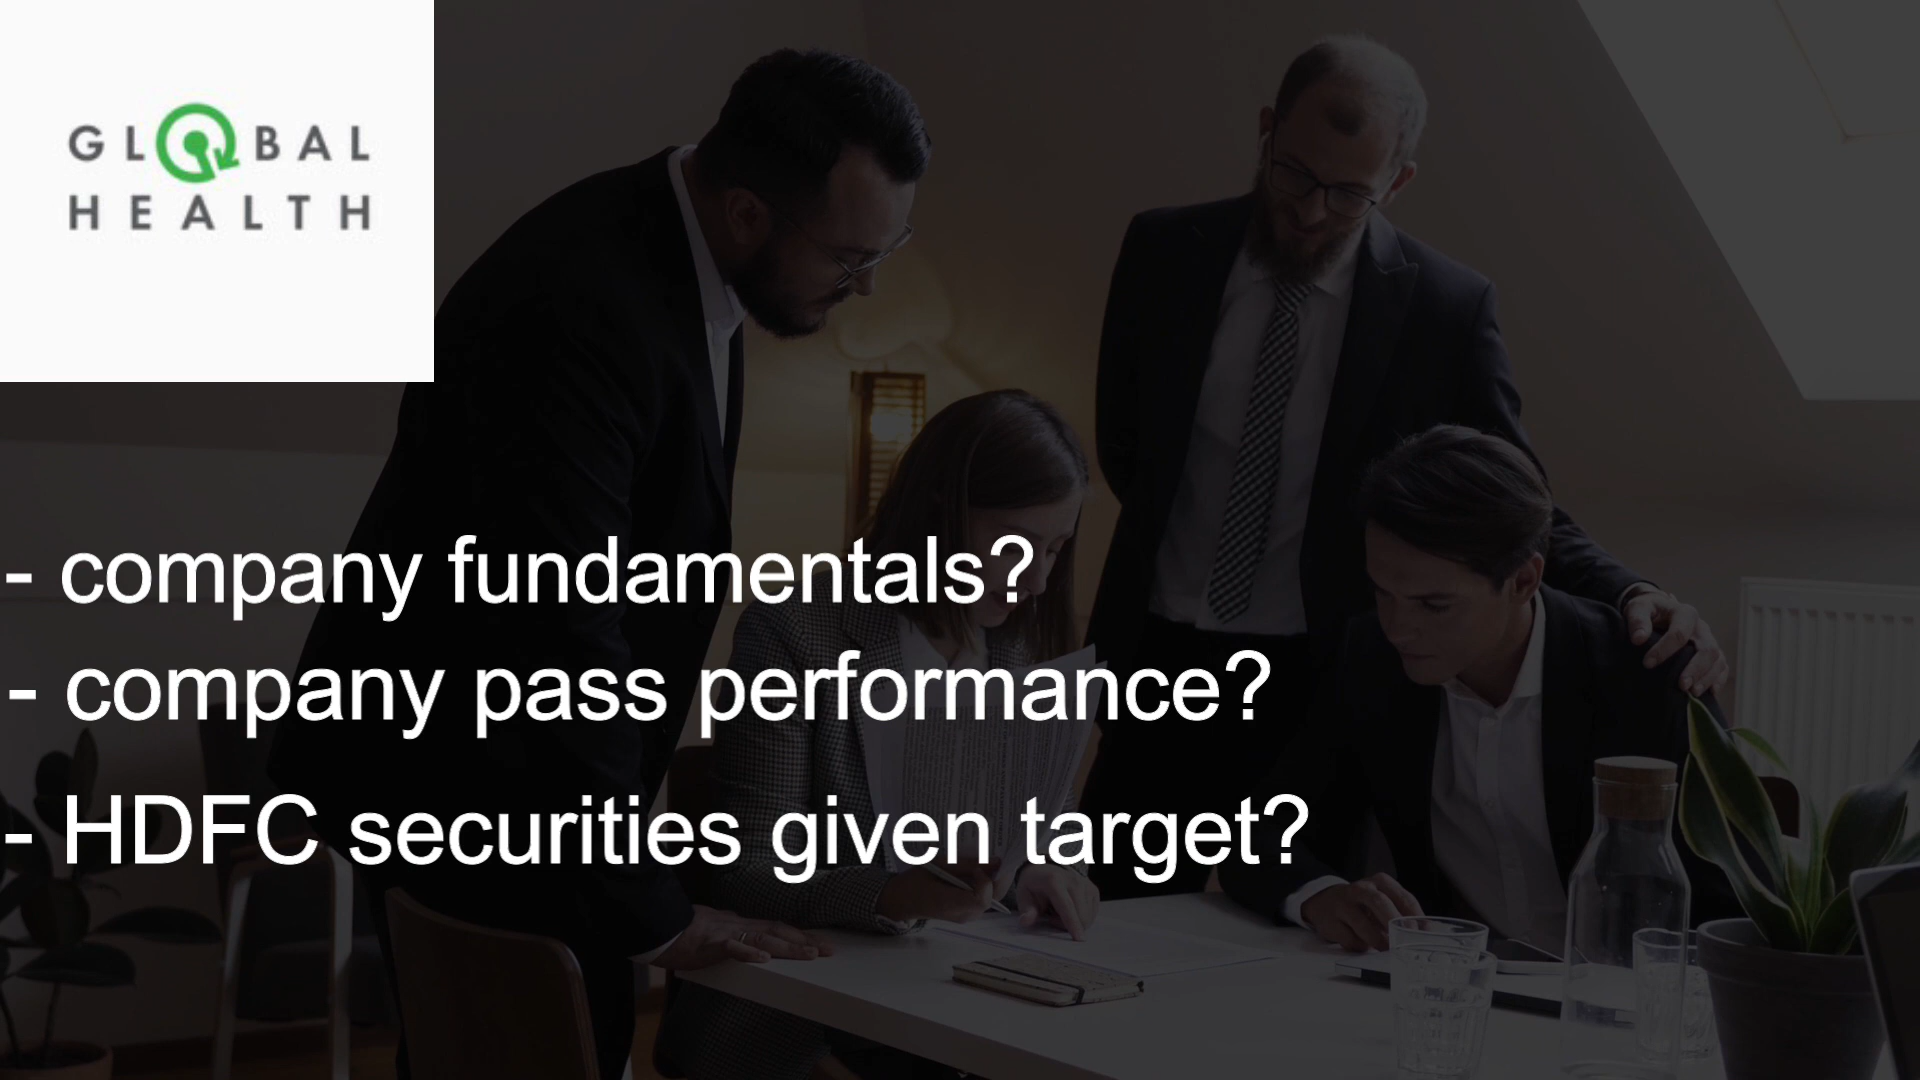 GLOBAL
HEALTH
- company fundamentals?
- company pass performance?
- HDFC securities given target?